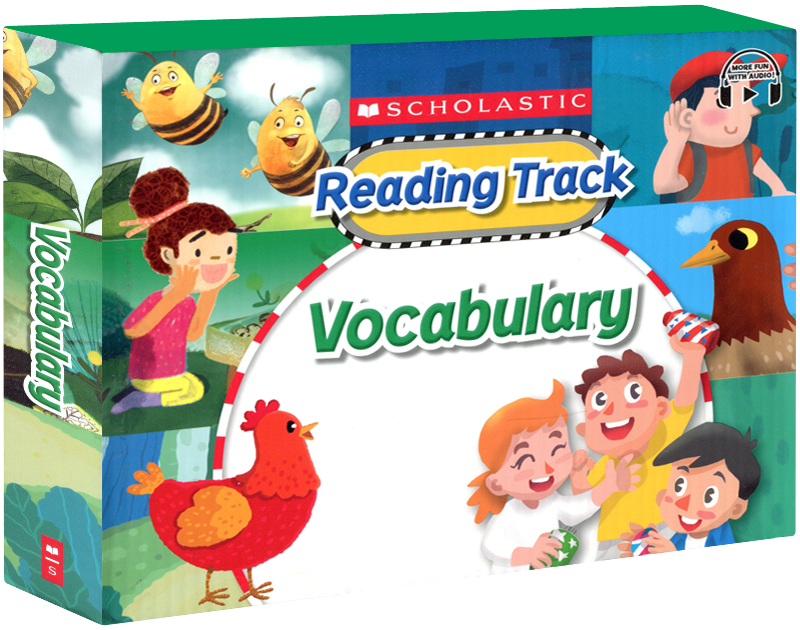 MORE FUN
WITH AUDIO!
SCHOLASTIC
Reading Track
Vocabulary
Vocabulary
S